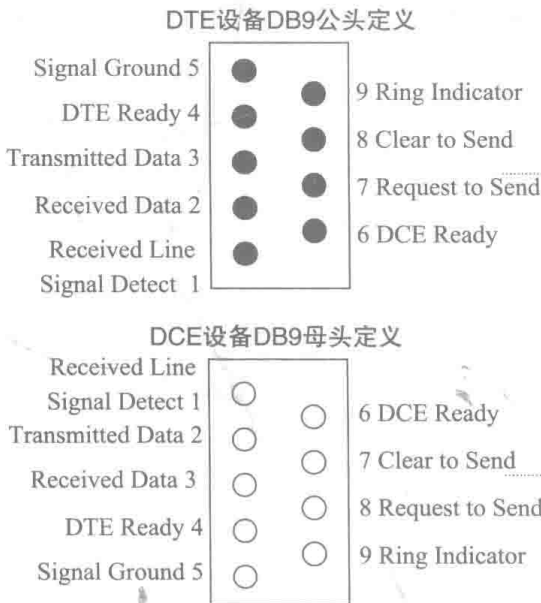 DTE设备DB9公头定义
Signal Ground 5
DTE Ready 4
Transmitted Data 3
Received Data 2
Received Line
Signal Detect 1
9 Ring Indicator
8 Clear to Send
7 Request to Send
6 DCE Ready
DCE设备DB9母头定义
Received Line
Signal Detect 1
Transmitted Data 2
Received Data 3
DTE Ready 4
Signal Ground 5
6 DCE Ready
7 Clear to Send
8 Request to Send
9 Ring Indicator